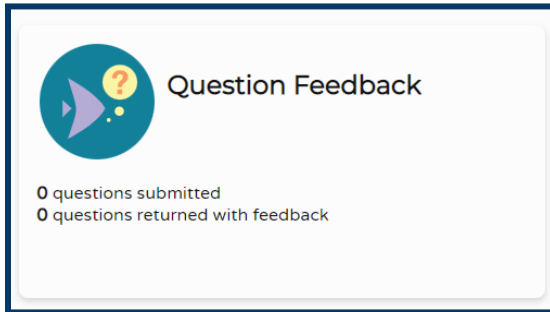 ?
Question Feedback
0 questions submitted
0 questions returned with feedback